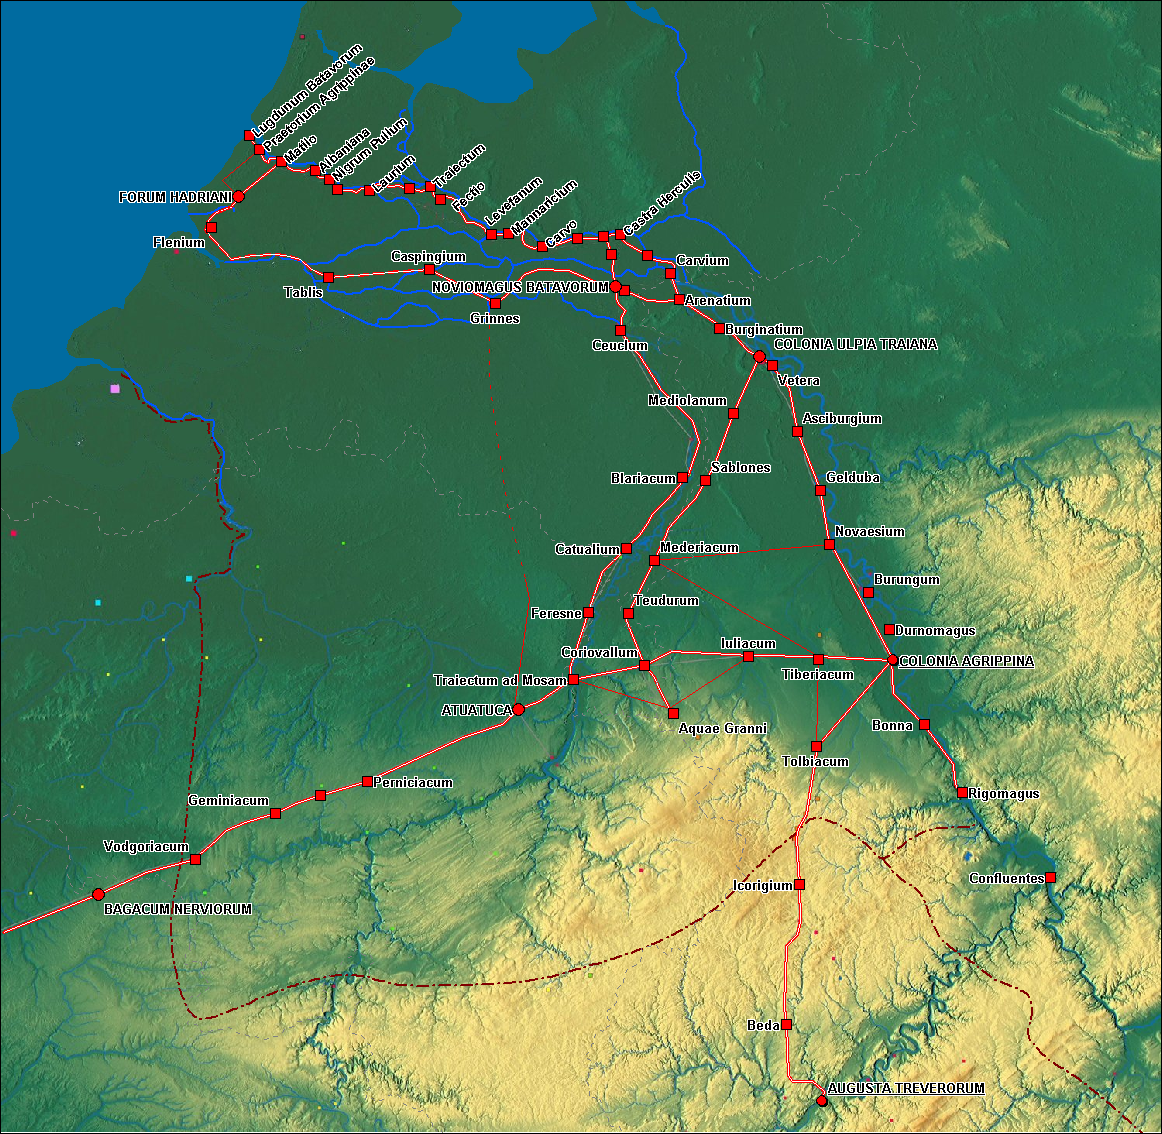 Lugdunum Batavorum
Praetorium Agrippinae
Matilo
Albaniana
Nigrum Pullum
Laurium
Traiectum
Fectio
Levefanum
Mannaricium
Carvo
Castra Herculis
FORUM HADRIANI
Flenium
Caspingium
Carvium
Tablis
NOVIOMAGUS BATAVORUM
Arenatium
Grinnes
Burginatium
Ceuclum
COLONIA ULPIA TRAIANA
Vetera
Mediolanum
Asciburgium
Sablones
Blariacum
Gelduba
Novaesium
Catualium
Mederiacum
Burungum
Teudurum
Feresne
Durnomagus
Iuliacum
Coriovallum
COLONIA AGRIPPINA
Tiberiacum
Traiectum ad Mosam
ATUATUCA
Bonna
Aquae Granni
Tolbiacum
Perniciacum
Rigomagus
Geminiacum
Vodgoriacum
Confluentes
Icorigium
BAGACUM NERVIORUM
Beda
AUGUSTA TREVERORUM